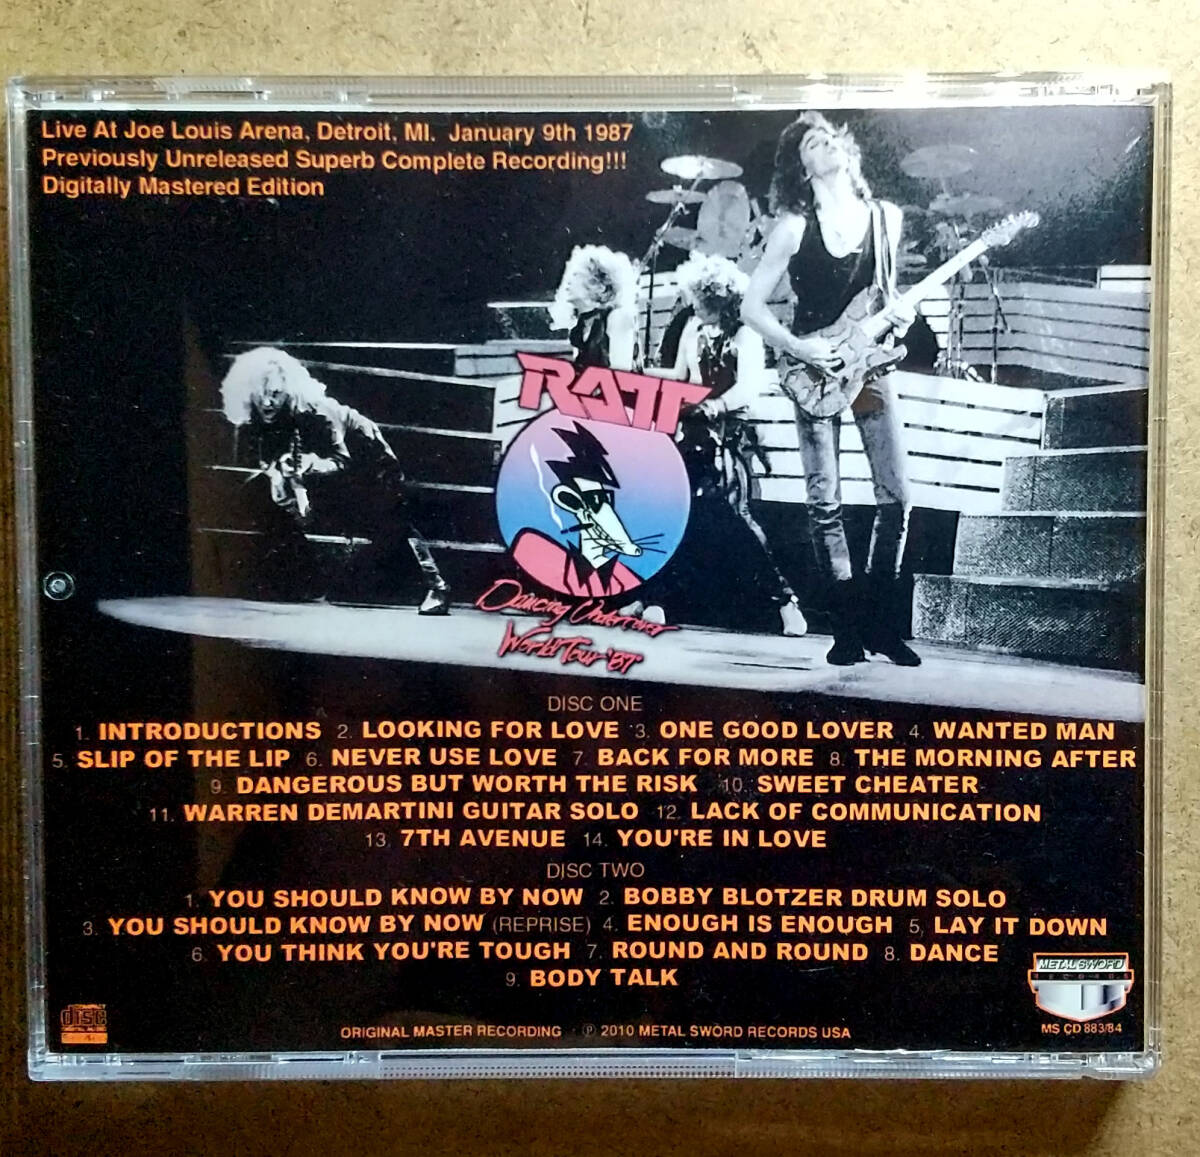 Live At Joe Louis Arena, Detroit, MI. January 9th 1987
Previously Unreleased Superb Complete Recording!!!
Digitally Mastered Edition
RATT
Dancing Undercover
World Tour '87
DISC ONE
1. INTRODUCTIONS 2. LOOKING FOR LOVE 3. ONE GOOD LOVER 4. WANTED MAN
5. SLIP OF THE LIP 6. NEVER USE LOVE 7. BACK FOR MORE 8. THE MORNING AFTER
9. DANGEROUS BUT WORTH THE RISK 10. SWEET CHEATER
11. WARREN DEMARTINI GUITAR SOLO 12. LACK OF COMMUNICATION
13. 7TH AVENUE 14. YOU'RE IN LOVE
DISC TWO
1. YOU SHOULD KNOW BY NOW 2. BOBBY BLOTZER DRUM SOLO
3. YOU SHOULD KNOW BY NOW (REPRISE) 4. ENOUGH IS ENOUGH 5, LAY IT DOWN
6. YOU THINK YOU'RE TOUGH 7. ROUND AND ROUND 8. DANCE
9. BODY TALK
METAL SWORD
RECORDS
MS CD 883/84
disc
ORIGINAL MASTER RECORDING ℗ 2010 METAL SWORD RECORDS USA